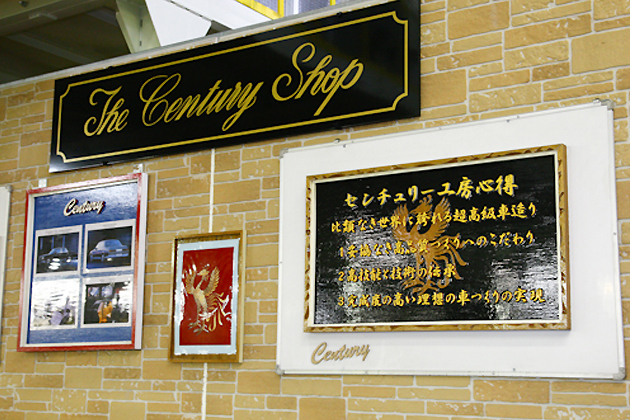 The Century Shop
Century
センチュリー工房心得
比類なき世界に誇れる超高級車造り
1妥協なき高品質づくりへのこだわり
2高技能と技術の伝承
3完成度の高い理想の車づくりの実現
Century